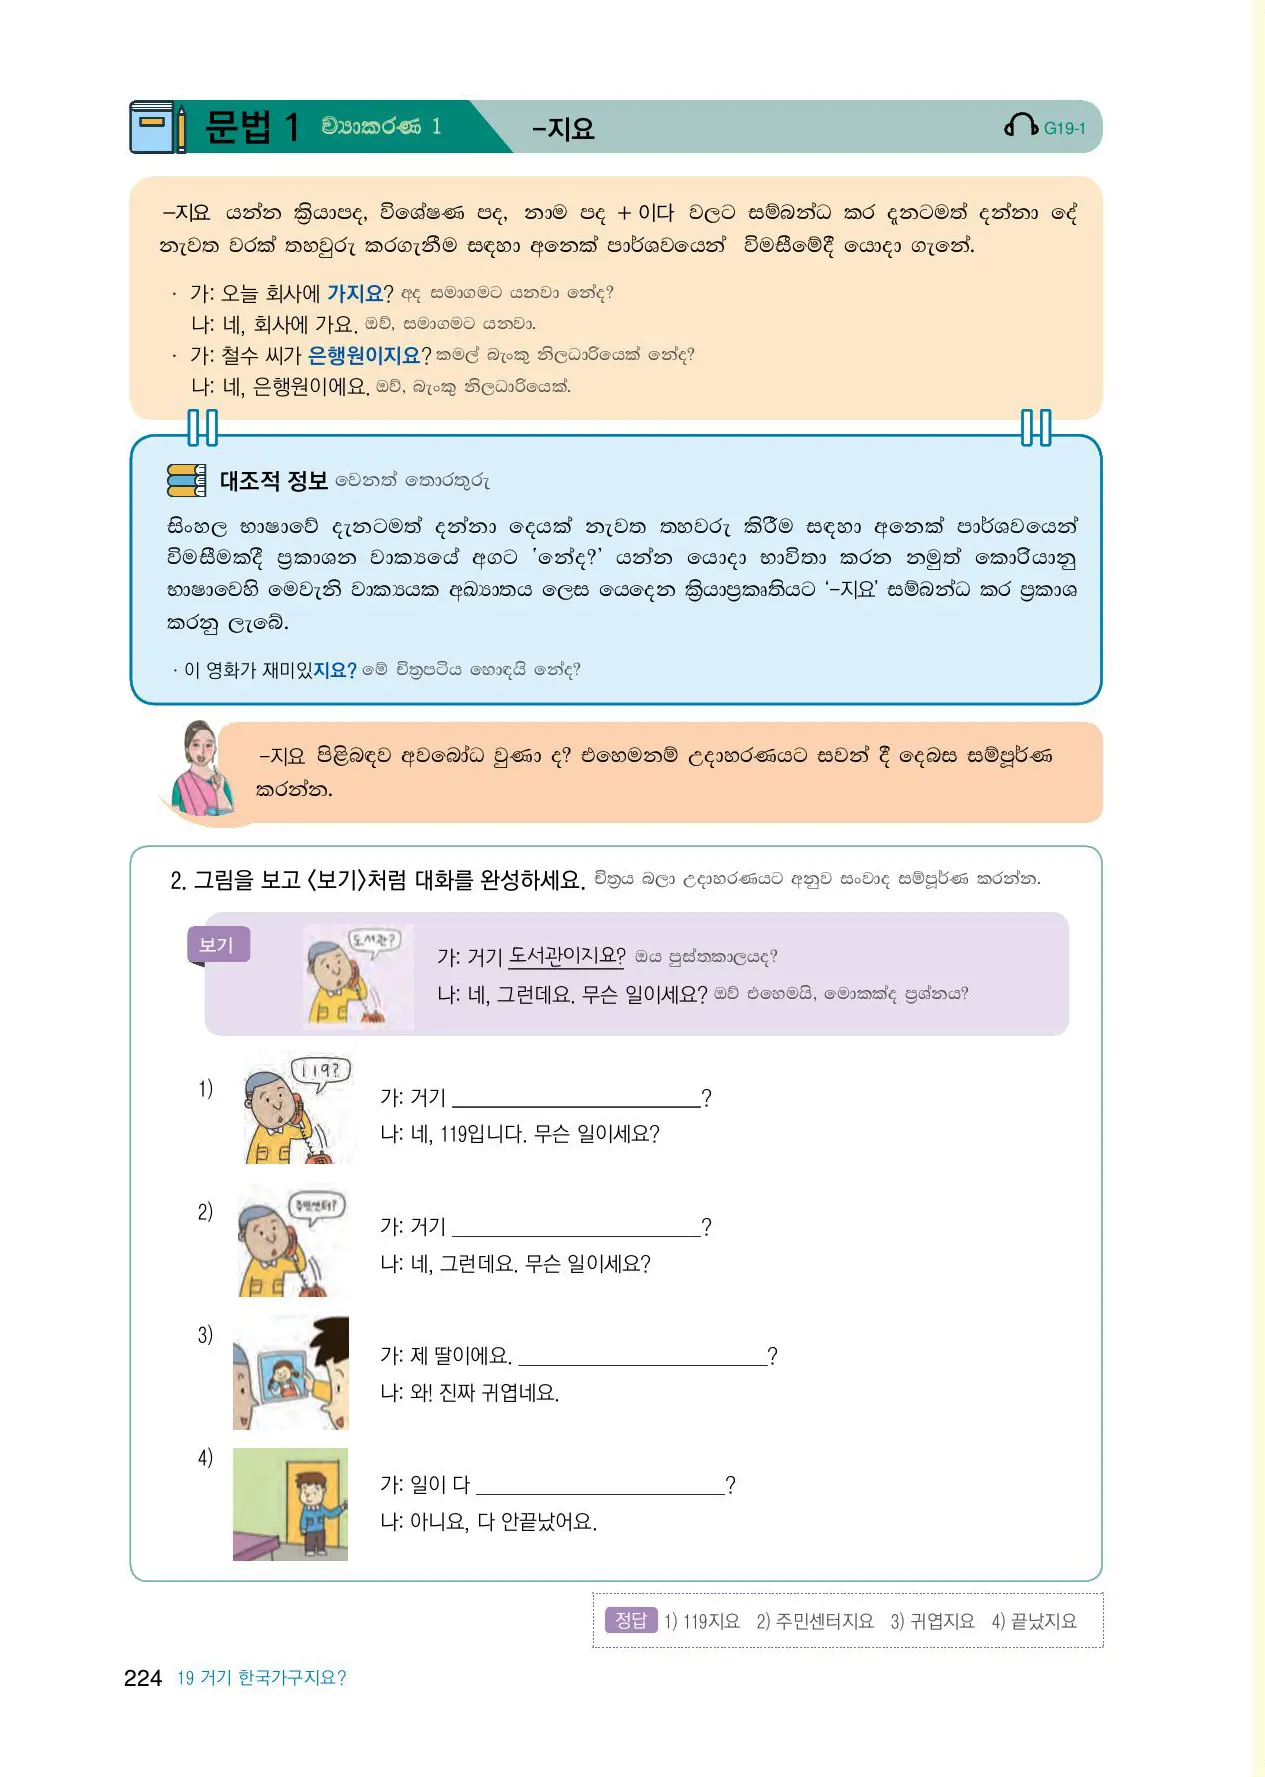 문법 1 ව්‍යාකරණ 1 –지요 G19-1
–지요 යන්න ක්‍රියාපද, විශේෂණ පද, නාම පද + 이다 වලට සම්බන්ධ කර දැනටමත් දන්නා දේ
නැවත වරක් තහවුරු කරගැනීම සඳහා අනෙක් පාර්ශවයෙන් විමසීමේදී යොදා ගැනේ.
· 가: 오늘 회사에 가지요? අද සමාගමට යනවා නේද?
나: 네, 회사에 가요. ඔව්, සමාගමට යනවා.
· 가: 철수 씨가 은행원이지요? කමල් බැංකු නිලධාරියෙක් නේද?
나: 네, 은행원이에요. ඔව්, බැංකු නිලධාරියෙක්.
대조적 정보 වෙනත් තොරතුරු
සිංහල භාෂාවේ දැනටමත් දන්නා දෙයක් නැවත තහවරු කිරීම සඳහා අනෙක් පාර්ශවයෙන්
විමසීමකදී ප්‍රකාශන වාක්‍යයේ අගට ‘නේද?’ යන්න යොදා භාවිතා කරන නමුත් කොරියානු
භාෂාවෙහි මෙවැනි වාක්‍යයක අඛ්‍යාතය ලෙස යෙදෙන ක්‍රියාප්‍රකෘතියට ‘–지요’ සම්බන්ධ කර ප්‍රකාශ
කරනු ලැබේ.
· 이 영화가 재미있지요? මේ චිත්‍රපටිය හොඳයි නේද?
–지요 පිළිබඳව අවබෝධ වුණා ද? එහෙමනම් උදාහරණයට සවන් දී දෙබස සම්පූර්ණ
කරන්න.
2. 그림을 보고 〈보기〉처럼 대화를 완성하세요. චිත්‍රය බලා උදාහරණයට අනුව සංවාද සම්පූර්ණ කරන්න.
보기
도서관?
가: 거기 도서관이지요? ඔය පුස්තකාලයද?
나: 네, 그런데요. 무슨 일이세요? ඔව් එහෙමයි, මොකක්ද ප්‍රශ්නය?
1)
119?
가: 거기 ____________?
나: 네, 119입니다. 무슨 일이세요?
2)
주민센터?
가: 거기 ____________?
나: 네, 그런데요. 무슨 일이세요?
3)
가: 제 딸이에요. ____________?
나: 와! 진짜 귀엽네요.
4)
가: 일이 다 ____________?
나: 아니요, 다 안끝났어요.
정답 1) 119지요 2) 주민센터지요 3) 귀엽지요 4) 끝났지요
224 19 거기 한국가구지요?